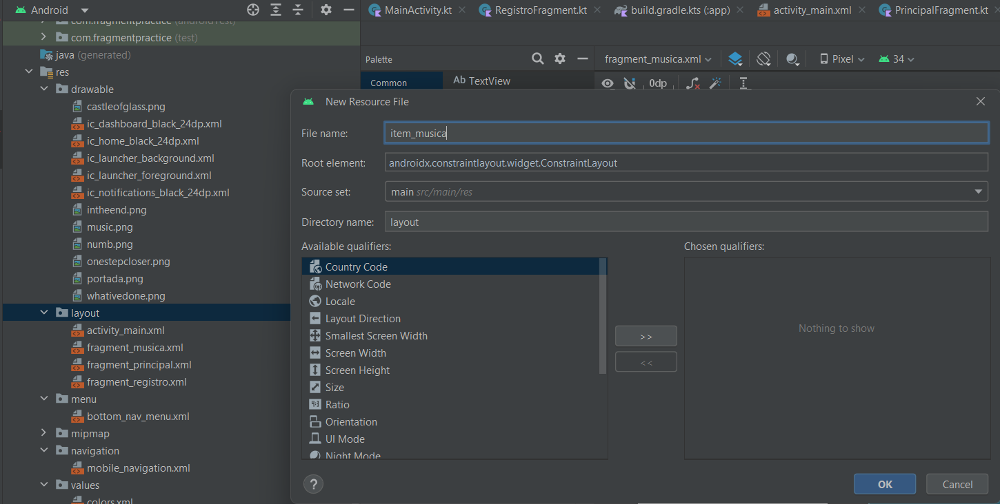 Android
MainActivity.kt
RegistroFragment.kt
build.gradle.kts (:app)
activity_main.xml
PrincipalFragment.kt
com.fragmentpractice (androidTest)
com.fragmentpractice (test)
java (generated)
res
drawable
castleofglass.png
ic_dashboard_black_24dp.xml
ic_home_black_24dp.xml
ic_launcher_background.xml
ic_launcher_foreground.xml
ic_notifications_black_24dp.xml
intheend.png
music.png
numb.png
onestepcloser.png
portada.png
whativedone.png
layout
activity_main.xml
fragment_musica.xml
fragment_principal.xml
fragment_registro.xml
menu
bottom_nav_menu.xml
mipmap
navigation
mobile_navigation.xml
values
colors.xml
Palette
fragment_musica.xml
Pixel
34
Common
Ab TextView
0dp
New Resource File
File name: item_musica
Root element: androidx.constraintlayout.widget.ConstraintLayout
Source set: main src/main/res
Directory name: layout
Available qualifiers:
Chosen qualifiers:
Country Code
Network Code
Locale
Layout Direction
Smallest Screen Width
Screen Width
Screen Height
Size
Ratio
Orientation
UI Mode
Night Mode
>>
<<
Nothing to show
?
OK
Cancel